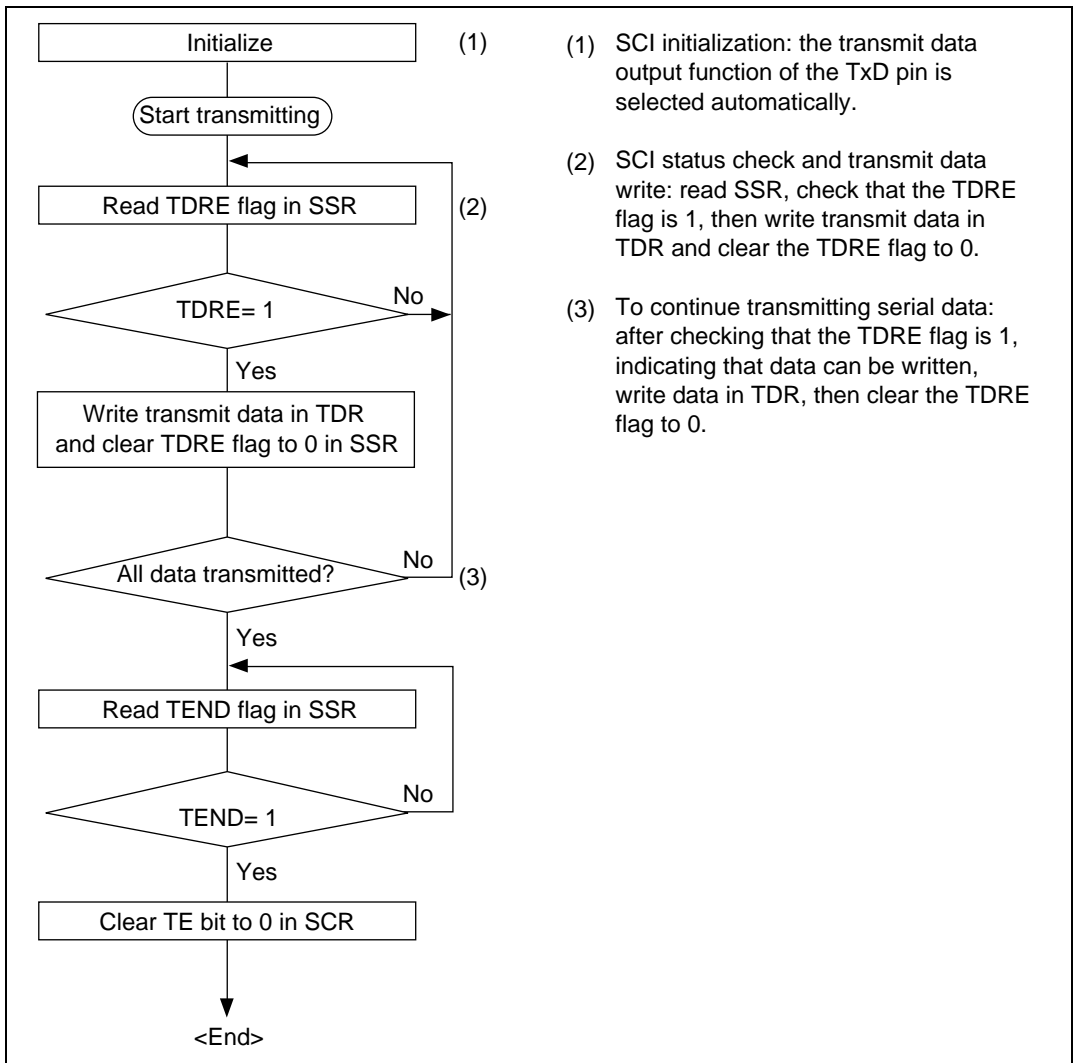 Initialize
(1)
Start transmitting
Read TDRE flag in SSR
(2)
TDRE= 1
No
Yes
Write transmit data in TDR
and clear TDRE flag to 0 in SSR
All data transmitted?
No
(3)
Yes
Read TEND flag in SSR
TEND= 1
No
Yes
Clear TE bit to 0 in SCR
<End>
(1) SCI initialization: the transmit data
output function of the TxD pin is
selected automatically.
(2) SCI status check and transmit data
write: read SSR, check that the TDRE
flag is 1, then write transmit data in
TDR and clear the TDRE flag to 0.
(3) To continue transmitting serial data:
after checking that the TDRE flag is 1,
indicating that data can be written,
write data in TDR, then clear the TDRE
flag to 0.